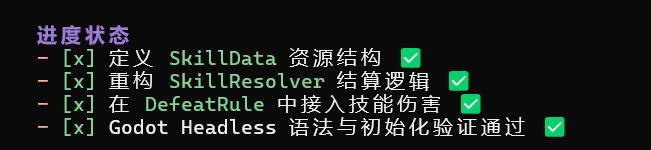 进度状态
- [x] 定义 SkillData 资源结构 ✅
- [x] 重构 SkillResolver 结算逻辑 ✅
- [x] 在 DefeatRule 中接入技能伤害 ✅
- [x] Godot Headless 语法与初始化验证通过 ✅